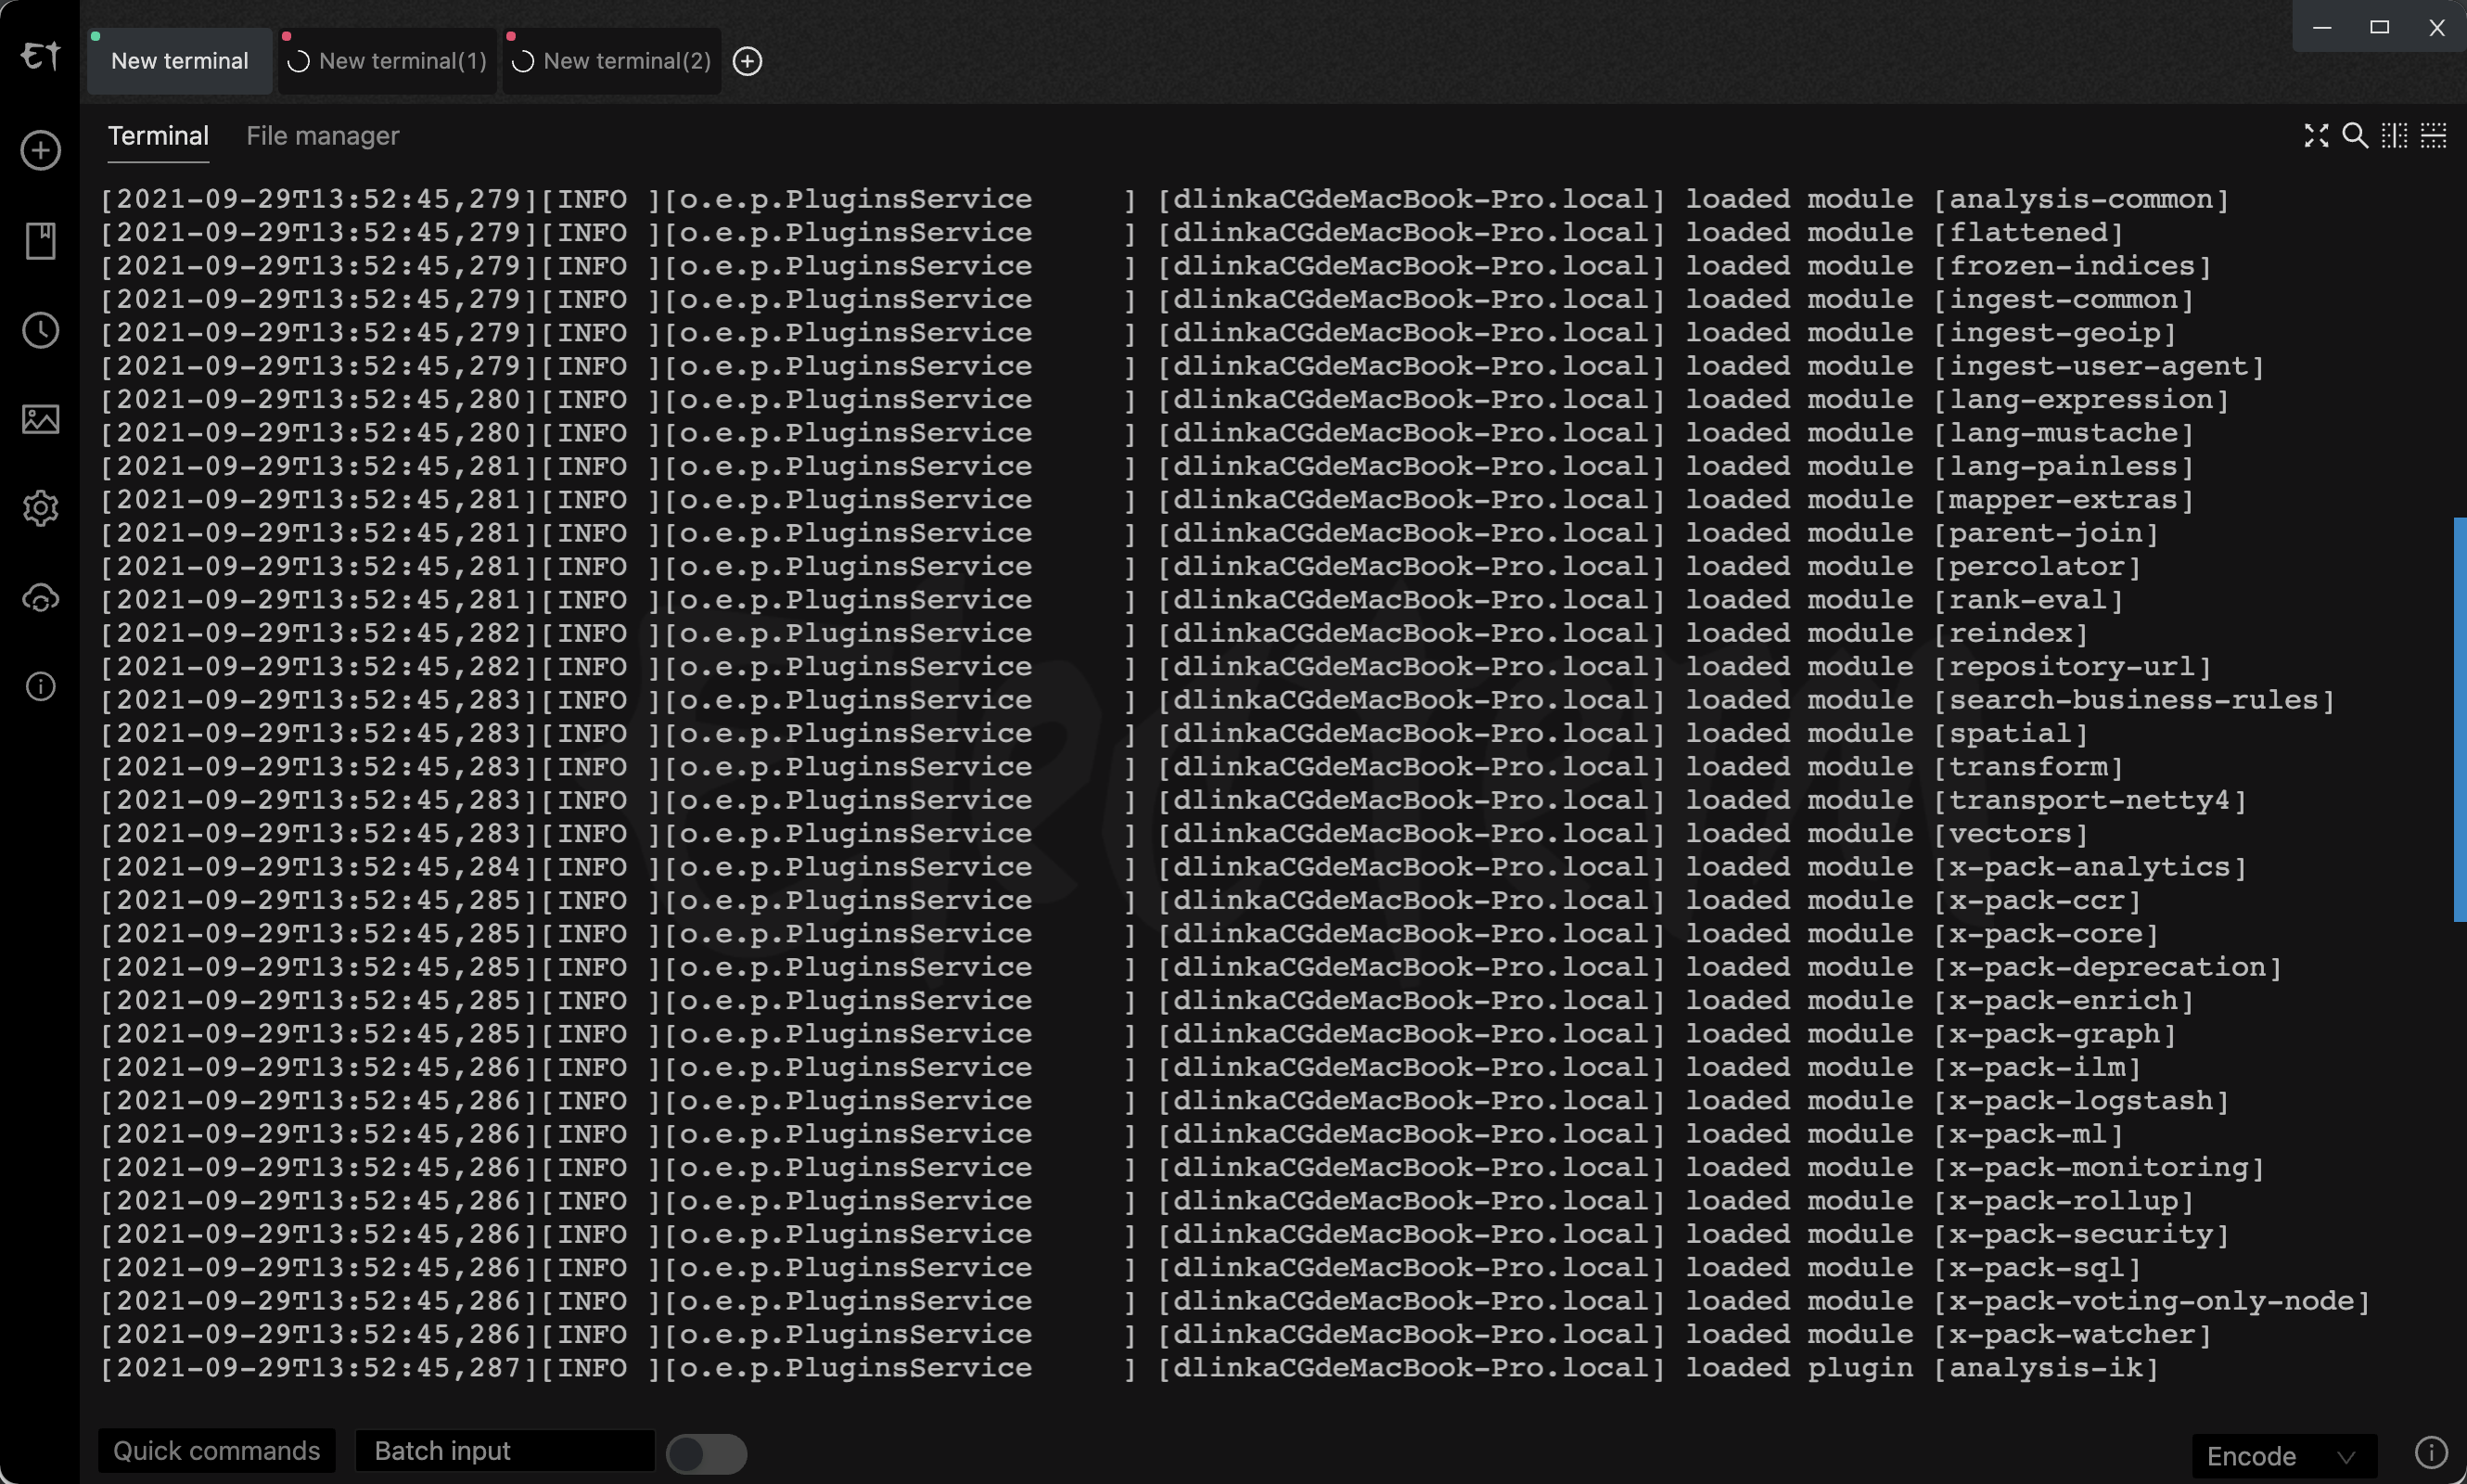 ET
New terminal
New terminal(1)
New terminal(2)
X
Terminal File manager
[2021-09-29T13:52:45,279][INFO ][o.e.p.PluginsService     ] [dlinkaCGdeMacBook-Pro.local] loaded module [analysis-common]
[2021-09-29T13:52:45,279][INFO ][o.e.p.PluginsService     ] [dlinkaCGdeMacBook-Pro.local] loaded module [flattened]
[2021-09-29T13:52:45,279][INFO ][o.e.p.PluginsService     ] [dlinkaCGdeMacBook-Pro.local] loaded module [frozen-indices]
[2021-09-29T13:52:45,279][INFO ][o.e.p.PluginsService     ] [dlinkaCGdeMacBook-Pro.local] loaded module [ingest-common]
[2021-09-29T13:52:45,279][INFO ][o.e.p.PluginsService     ] [dlinkaCGdeMacBook-Pro.local] loaded module [ingest-geoip]
[2021-09-29T13:52:45,279][INFO ][o.e.p.PluginsService     ] [dlinkaCGdeMacBook-Pro.local] loaded module [ingest-user-agent]
[2021-09-29T13:52:45,280][INFO ][o.e.p.PluginsService     ] [dlinkaCGdeMacBook-Pro.local] loaded module [lang-expression]
[2021-09-29T13:52:45,280][INFO ][o.e.p.PluginsService     ] [dlinkaCGdeMacBook-Pro.local] loaded module [lang-mustache]
[2021-09-29T13:52:45,281][INFO ][o.e.p.PluginsService     ] [dlinkaCGdeMacBook-Pro.local] loaded module [lang-painless]
[2021-09-29T13:52:45,281][INFO ][o.e.p.PluginsService     ] [dlinkaCGdeMacBook-Pro.local] loaded module [mapper-extras]
[2021-09-29T13:52:45,281][INFO ][o.e.p.PluginsService     ] [dlinkaCGdeMacBook-Pro.local] loaded module [parent-join]
[2021-09-29T13:52:45,281][INFO ][o.e.p.PluginsService     ] [dlinkaCGdeMacBook-Pro.local] loaded module [percolator]
[2021-09-29T13:52:45,281][INFO ][o.e.p.PluginsService     ] [dlinkaCGdeMacBook-Pro.local] loaded module [rank-eval]
[2021-09-29T13:52:45,282][INFO ][o.e.p.PluginsService     ] [dlinkaCGdeMacBook-Pro.local] loaded module [reindex]
[2021-09-29T13:52:45,282][INFO ][o.e.p.PluginsService     ] [dlinkaCGdeMacBook-Pro.local] loaded module [repository-url]
[2021-09-29T13:52:45,283][INFO ][o.e.p.PluginsService     ] [dlinkaCGdeMacBook-Pro.local] loaded module [search-business-rules]
[2021-09-29T13:52:45,283][INFO ][o.e.p.PluginsService     ] [dlinkaCGdeMacBook-Pro.local] loaded module [spatial]
[2021-09-29T13:52:45,283][INFO ][o.e.p.PluginsService     ] [dlinkaCGdeMacBook-Pro.local] loaded module [transform]
[2021-09-29T13:52:45,283][INFO ][o.e.p.PluginsService     ] [dlinkaCGdeMacBook-Pro.local] loaded module [transport-netty4]
[2021-09-29T13:52:45,283][INFO ][o.e.p.PluginsService     ] [dlinkaCGdeMacBook-Pro.local] loaded module [vectors]
[2021-09-29T13:52:45,284][INFO ][o.e.p.PluginsService     ] [dlinkaCGdeMacBook-Pro.local] loaded module [x-pack-analytics]
[2021-09-29T13:52:45,285][INFO ][o.e.p.PluginsService     ] [dlinkaCGdeMacBook-Pro.local] loaded module [x-pack-ccr]
[2021-09-29T13:52:45,285][INFO ][o.e.p.PluginsService     ] [dlinkaCGdeMacBook-Pro.local] loaded module [x-pack-core]
[2021-09-29T13:52:45,285][INFO ][o.e.p.PluginsService     ] [dlinkaCGdeMacBook-Pro.local] loaded module [x-pack-deprecation]
[2021-09-29T13:52:45,285][INFO ][o.e.p.PluginsService     ] [dlinkaCGdeMacBook-Pro.local] loaded module [x-pack-enrich]
[2021-09-29T13:52:45,285][INFO ][o.e.p.PluginsService     ] [dlinkaCGdeMacBook-Pro.local] loaded module [x-pack-graph]
[2021-09-29T13:52:45,286][INFO ][o.e.p.PluginsService     ] [dlinkaCGdeMacBook-Pro.local] loaded module [x-pack-ilm]
[2021-09-29T13:52:45,286][INFO ][o.e.p.PluginsService     ] [dlinkaCGdeMacBook-Pro.local] loaded module [x-pack-logstash]
[2021-09-29T13:52:45,286][INFO ][o.e.p.PluginsService     ] [dlinkaCGdeMacBook-Pro.local] loaded module [x-pack-ml]
[2021-09-29T13:52:45,286][INFO ][o.e.p.PluginsService     ] [dlinkaCGdeMacBook-Pro.local] loaded module [x-pack-monitoring]
[2021-09-29T13:52:45,286][INFO ][o.e.p.PluginsService     ] [dlinkaCGdeMacBook-Pro.local] loaded module [x-pack-rollup]
[2021-09-29T13:52:45,286][INFO ][o.e.p.PluginsService     ] [dlinkaCGdeMacBook-Pro.local] loaded module [x-pack-security]
[2021-09-29T13:52:45,286][INFO ][o.e.p.PluginsService     ] [dlinkaCGdeMacBook-Pro.local] loaded module [x-pack-sql]
[2021-09-29T13:52:45,286][INFO ][o.e.p.PluginsService     ] [dlinkaCGdeMacBook-Pro.local] loaded module [x-pack-voting-only-node]
[2021-09-29T13:52:45,286][INFO ][o.e.p.PluginsService     ] [dlinkaCGdeMacBook-Pro.local] loaded module [x-pack-watcher]
[2021-09-29T13:52:45,287][INFO ][o.e.p.PluginsService     ] [dlinkaCGdeMacBook-Pro.local] loaded plugin [analysis-ik]
Quick commands
Batch input
Encode